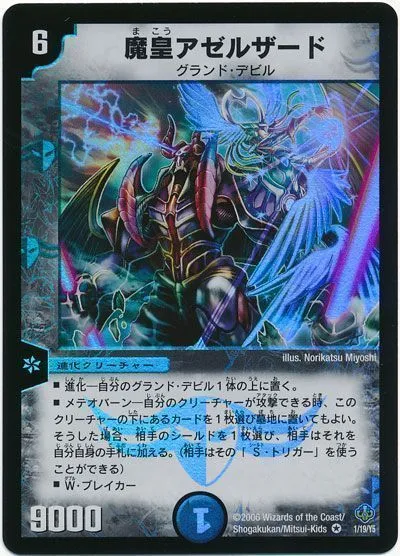 6
魔皇アゼルザード
まこう
グランド・デビル
illus. Norikatsu Miyoshi
進化クリーチャー
■ 進化―自分のグランド・デビル1体の上に置く。
■ メテオバーン―自分のクリーチャーが攻撃できる時、この
クリーチャーの下にあるカードを1枚選び墓地に置いてもよい。
そうした場合、相手のシールドを1枚選び、相手はそれを
自分自身の手札に加える。(相手はその「S・トリガー」を使う
ことができる)
■ W・ブレイカー
9000
1
©2006 Wizards of the Coast/
Shogakukan/Mitsui-Kids
1/19/Y5